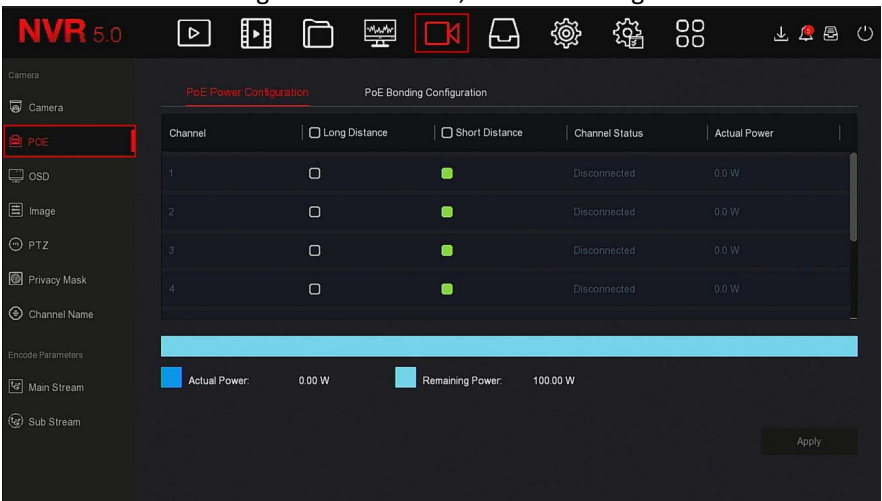 NVR 5.0
Camera
Camera
POE
OSD
Image
PTZ
Privacy Mask
Channel Name
Encode Parameters
Main Stream
Sub Stream
PoE Power Configuration PoE Bonding Configuration
Channel Long Distance Short Distance Channel Status Actual Power
1 Disconnected 0.0 W
2 Disconnected 0.0 W
3 Disconnected 0.0 W
4 Disconnected 0.0 W
Actual Power: 0.00 W Remaining Power: 100.00 W
Apply